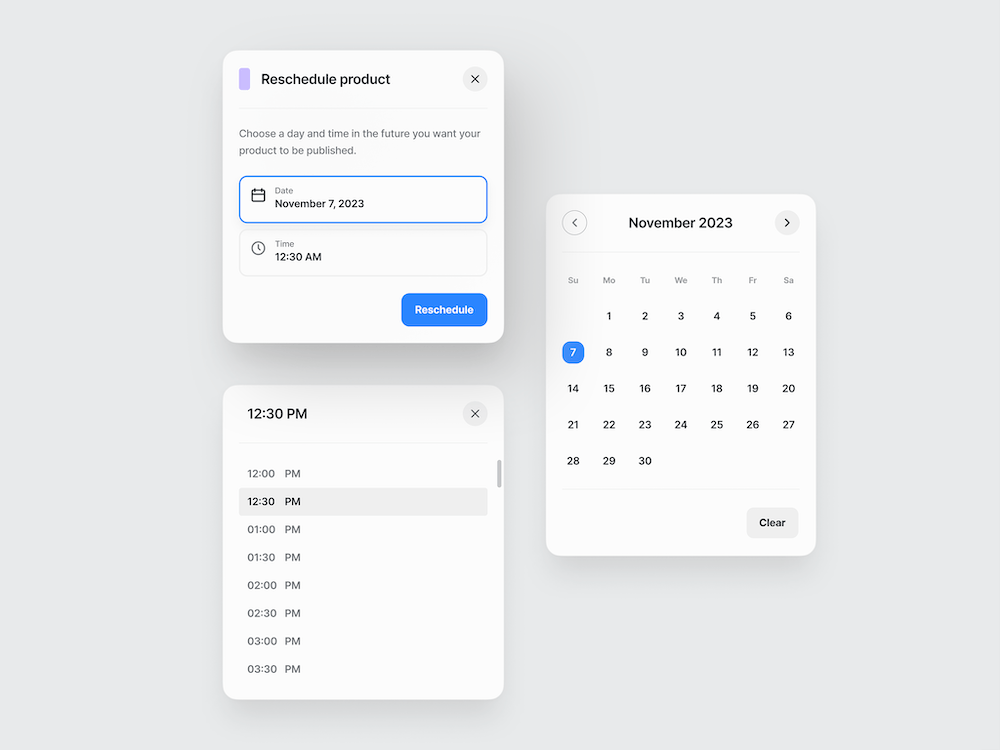 Reschedule product
Choose a day and time in the future you want your
product to be published.
Date
November 7, 2023
Time
12:30 AM
Reschedule
12:30 PM
12:00 PM
12:30 PM
01:00 PM
01:30 PM
02:00 PM
02:30 PM
03:00 PM
03:30 PM
November 2023
Su Mo Tu We Th Fr Sa
1 2 3 4 5 6
7 8 9 10 11 12 13
14 15 16 17 18 19 20
21 22 23 24 25 26 27
28 29 30
Clear